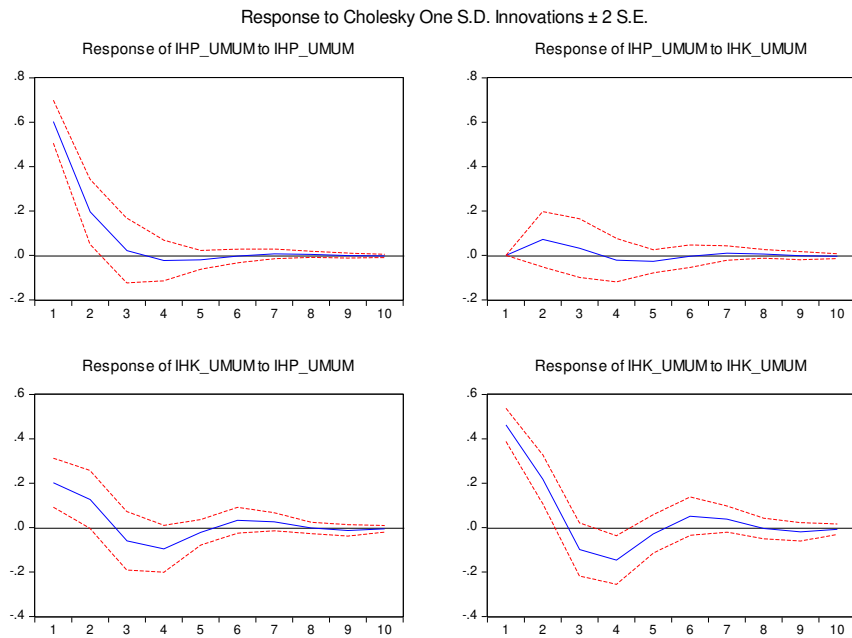 Response to Cholesky One S.D. Innovations ± 2 S.E.
Response of IHP_UMUM to IHP_UMUM
.8
.6
.4
.2
.0
-.2
1 2 3 4 5 6 7 8 9 10
Response of IHP_UMUM to IHK_UMUM
.8
.6
.4
.2
.0
-.2
1 2 3 4 5 6 7 8 9 10
Response of IHK_UMUM to IHP_UMUM
.6
.4
.2
.0
-.2
-.4
1 2 3 4 5 6 7 8 9 10
Response of IHK_UMUM to IHK_UMUM
.6
.4
.2
.0
-.2
-.4
1 2 3 4 5 6 7 8 9 10